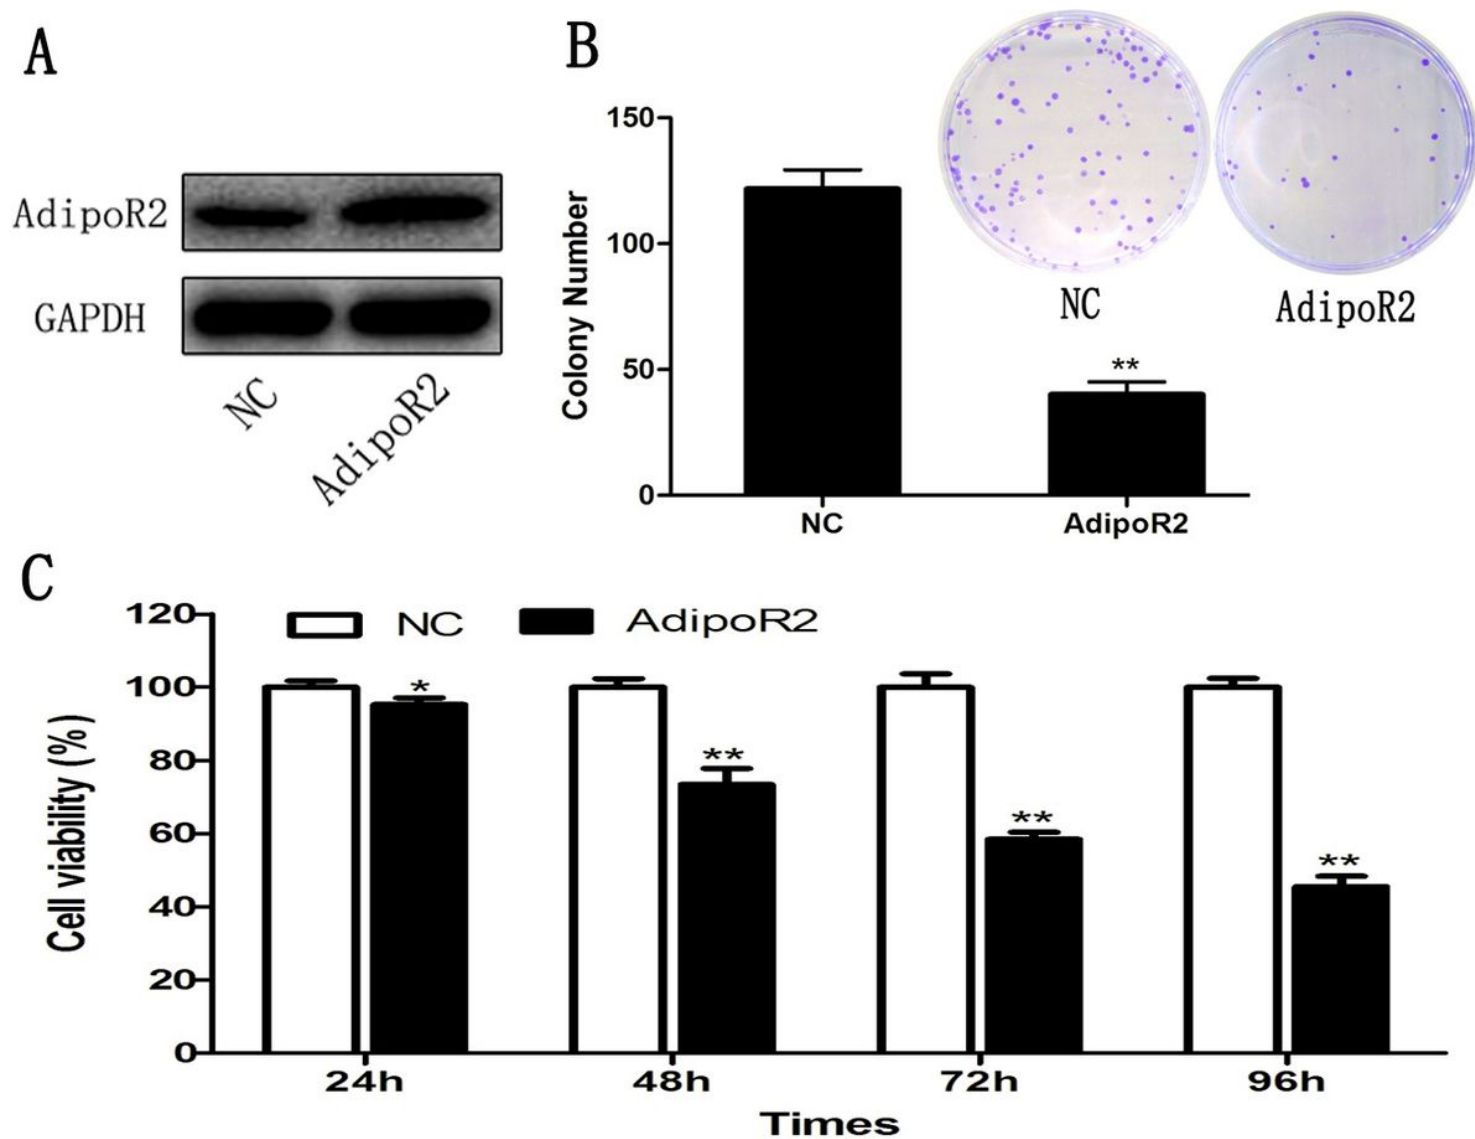 A
AdipoR2
GAPDH
NC
AdipoR2
B
150
100
50
0
Colony Number
**
NC
AdipoR2
NC
AdipoR2
C
120
100
80
60
40
20
0
Cell viability (%)
NC
AdipoR2
*
**
**
**
24h
48h
72h
96h
Times